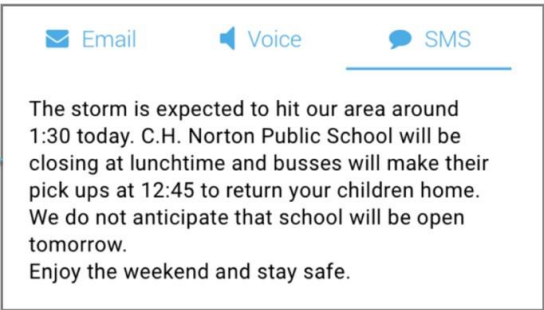 Email Voice SMS
The storm is expected to hit our area around
1:30 today. C.H. Norton Public School will be
closing at lunchtime and busses will make their
pick ups at 12:45 to return your children home.
We do not anticipate that school will be open
tomorrow.
Enjoy the weekend and stay safe.